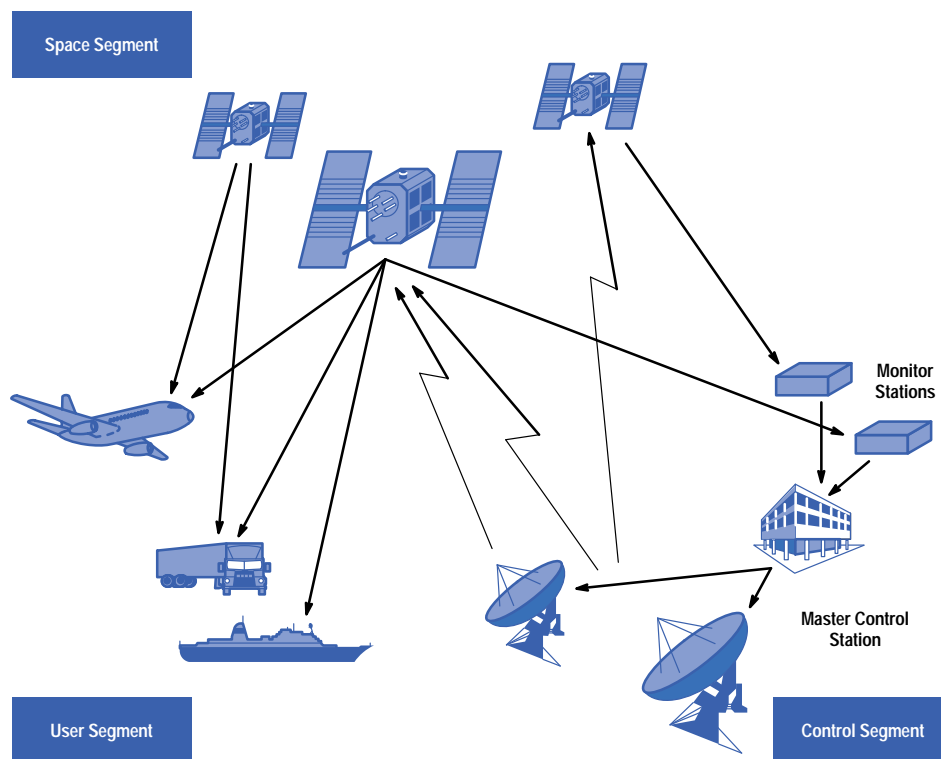 Space Segment
Monitor
Stations
Master Control
Station
User Segment
Control Segment